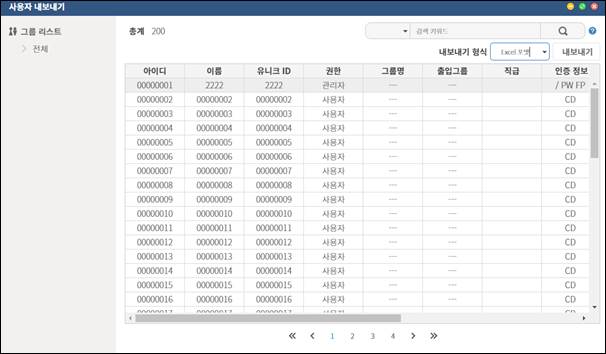 사용자 내보내기
그룹 리스트
전체
총계 200
검색 키워드
내보내기 형식 Excel 포맷 내보내기
아이디 이름 유니크 ID 권한 그룹명 출입그룹 직급 인증 정보
00000001 2222 2222 관리자 --- --- / PW FP
00000002 00000002 00000002 사용자 --- --- CD
00000003 00000003 00000003 사용자 --- --- CD
00000004 00000004 00000004 사용자 --- --- CD
00000005 00000005 00000005 사용자 --- --- CD
00000006 00000006 00000006 사용자 --- --- CD
00000007 00000007 00000007 사용자 --- --- CD
00000008 00000008 00000008 사용자 --- --- CD
00000009 00000009 00000009 사용자 --- --- CD
00000010 00000010 00000010 사용자 --- --- CD
00000011 00000011 00000011 사용자 --- --- CD
00000012 00000012 00000012 사용자 --- --- CD
00000013 00000013 00000013 사용자 --- --- CD
00000014 00000014 00000014 사용자 --- --- CD
00000015 00000015 00000015 사용자 --- --- CD
00000016 00000016 00000016 사용자 --- --- CD
1 2 3 4